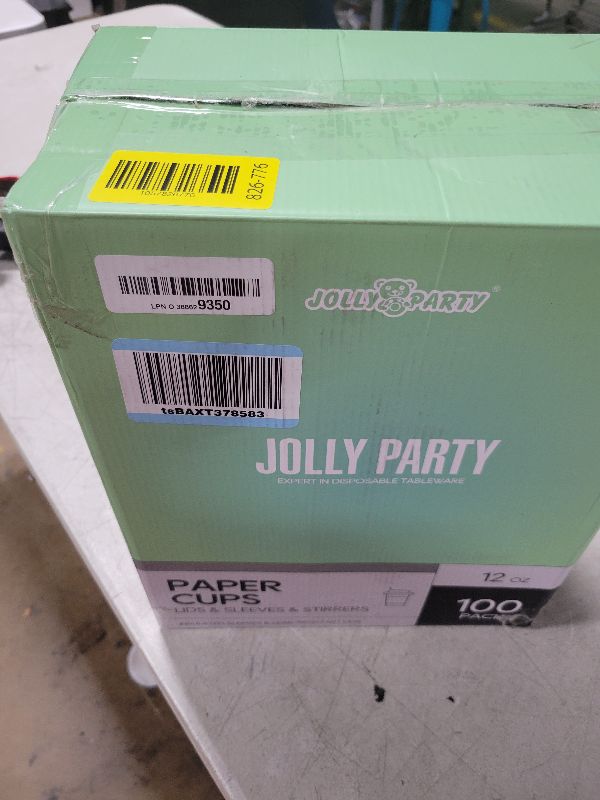 826-776
9350
JOLLY PARTY
tsBAXT378583
JOLLY PARTY
EXPERT IN DISPOSABLE TABLEWARE
PAPER
CUPS
LIDS & SLEEVES & STIRRERS
12 OZ
100
PACK